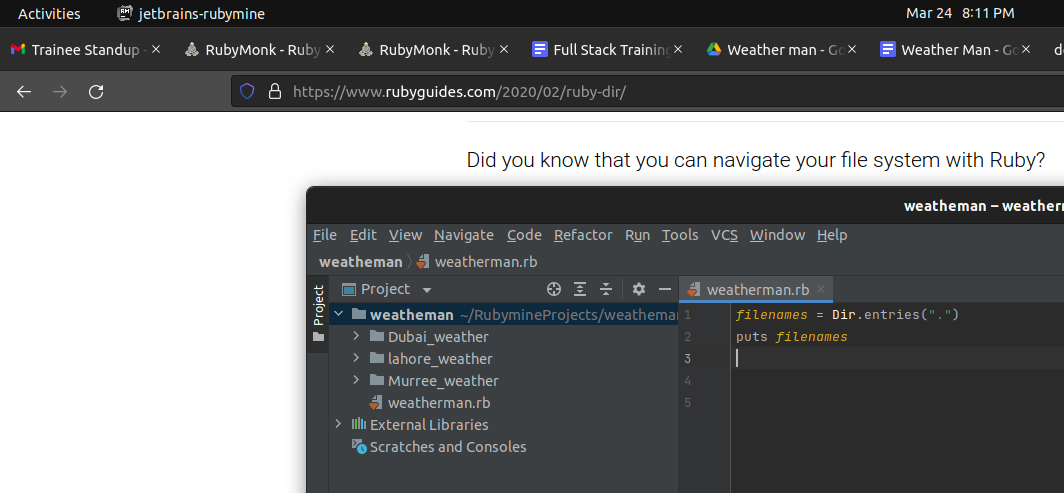 Activities jetbrains-rubymine Mar 24 8:11 PM
Trainee Standup - RubyMonk - Ruby RubyMonk - Ruby Full Stack Training Weather man - Go Weather Man - Go de
https://www.rubyguides.com/2020/02/ruby-dir/
Did you know that you can navigate your file system with Ruby?
weatheman – weather
File Edit View Navigate Code Refactor Run Tools VCS Window Help
weatheman weatherman.rb
Project
Project weatherman.rb
weatheman ~/RubymineProjects/weatheman
Dubai_weather
lahore_weather
Murree_weather
weatherman.rb
External Libraries
Scratches and Consoles
1 filenames = Dir.entries(".")
2 puts filenames
3
4
5